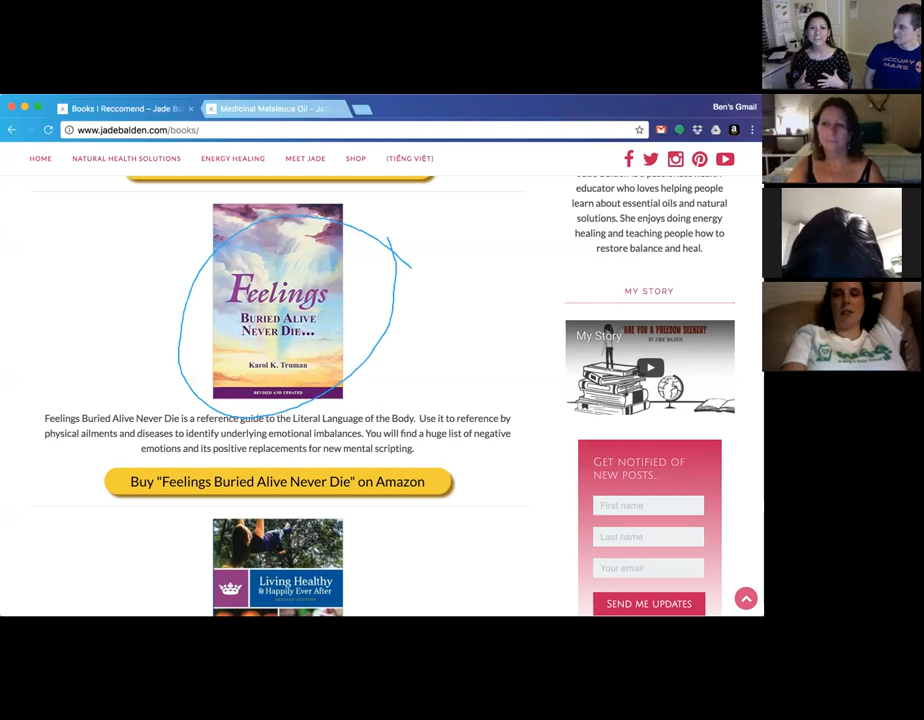 OCCUPY
MARS
Books I Reccomend – Jade Ba
Medicinal Melaleuca Oil – Ja
Ben's Gmail
www.jadebalden.com/books/
HOME
NATURAL HEALTH SOLUTIONS
ENERGY HEALING
MEET JADE
SHOP
(TIẾNG VIỆT)
Feelings
BURIED ALIVE
NEVER DIE...
Karol K. Truman
REVISED AND UPDATED
Feelings Buried Alive Never Die is a reference guide to the Literal Language of the Body. Use it to reference by
physical ailments and diseases to identify underlying emotional imbalances. You will find a huge list of negative
emotions and its positive replacements for new mental scripting.
Buy "Feelings Buried Alive Never Die" on Amazon
Living Healthy
& Happily Ever After
REVISED EDITION
Jade Balden is a passionate health
educator who loves helping people
learn about essential oils and natural
solutions. She enjoys doing energy
healing and teaching people how to
restore balance and heal.
MY STORY
My Story
ARE YOU A FREEDOM SEEKER?
BY JADE BALDEN
GET NOTIFIED OF
NEW POSTS..
First name
Last name
Your email
SEND ME UPDATES